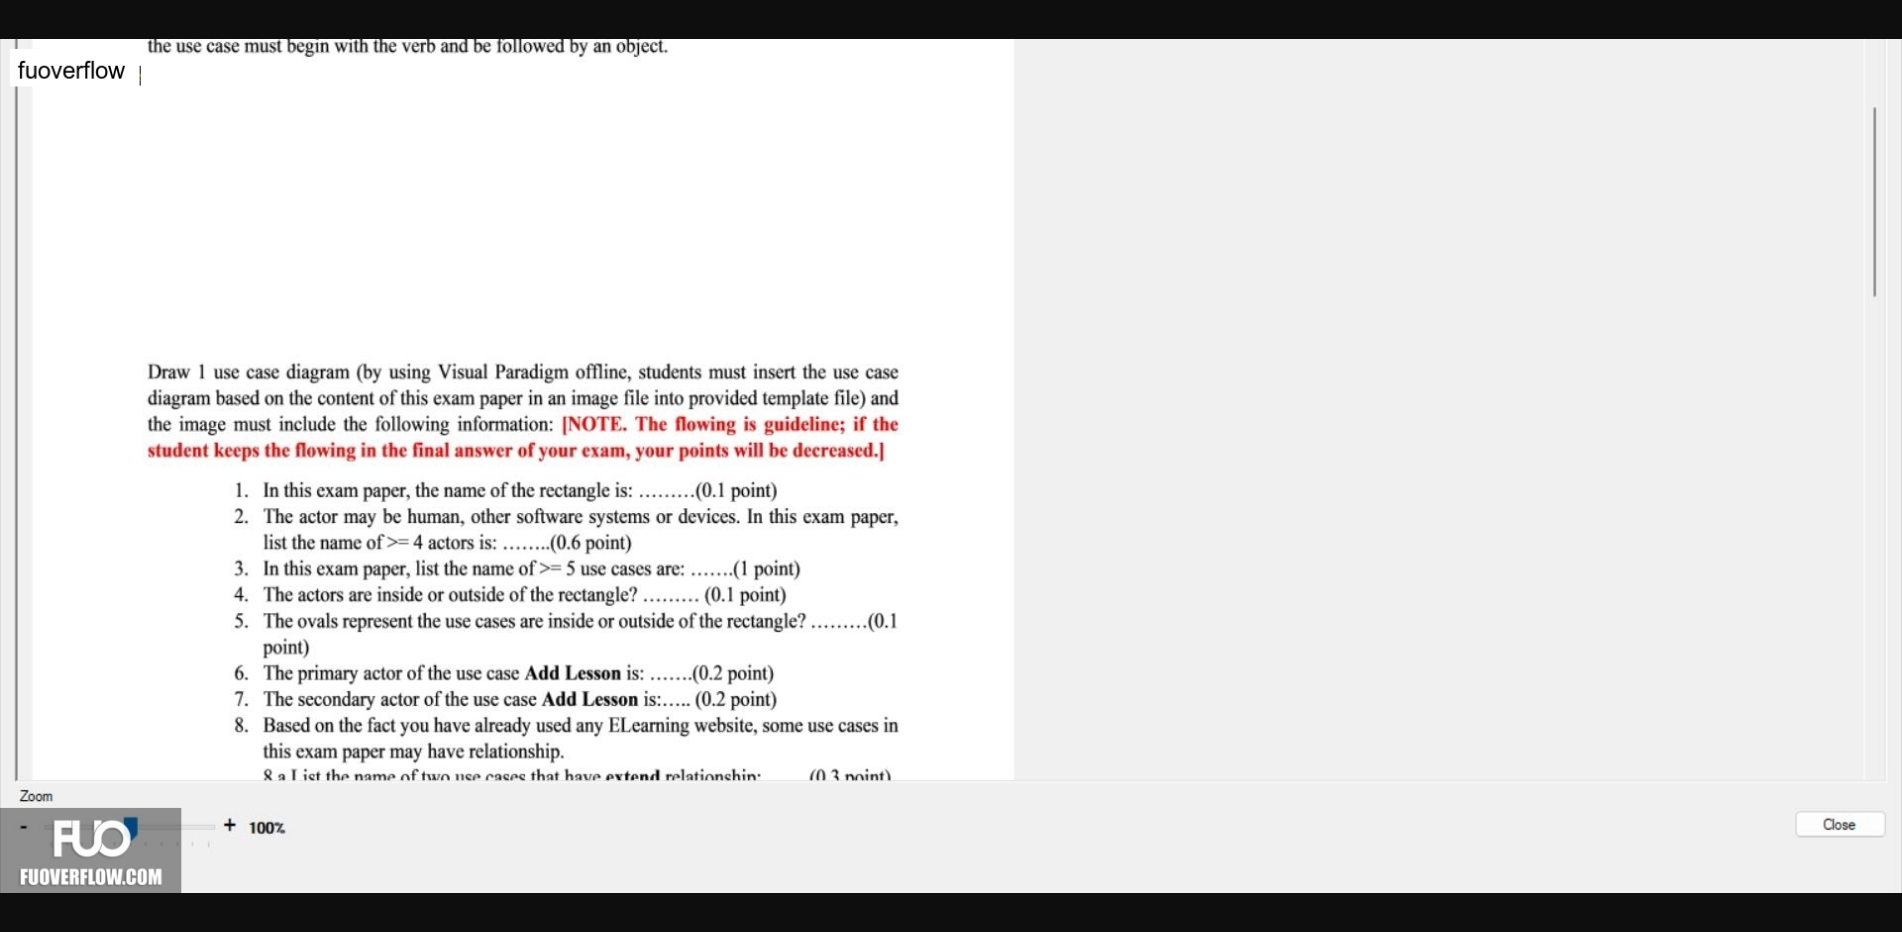 the use case must begin with the verb and be followed by an object.
fuoverflow
Draw 1 use case diagram (by using Visual Paradigm offline, students must insert the use case
diagram based on the content of this exam paper in an image file into provided template file) and
the image must include the following information: [NOTE. The flowing is guideline; if the
student keeps the flowing in the final answer of your exam, your points will be decreased.]
1. In this exam paper, the name of the rectangle is: .........(0.1 point)
2. The actor may be human, other software systems or devices. In this exam paper,
list the name of >= 4 actors is: ........(0.6 point)
3. In this exam paper, list the name of >= 5 use cases are: .......(1 point)
4. The actors are inside or outside of the rectangle? ......... (0.1 point)
5. The ovals represent the use cases are inside or outside of the rectangle? .........(0.1
point)
6. The primary actor of the use case Add Lesson is: .......(0.2 point)
7. The secondary actor of the use case Add Lesson is:..... (0.2 point)
8. Based on the fact you have already used any ELearning website, some use cases in
this exam paper may have relationship.
8.a List the name of two use cases that have extend relationship: (0.3 point)
Zoom
- + 100%
Close
FUO
FUOVERFLOW.COM